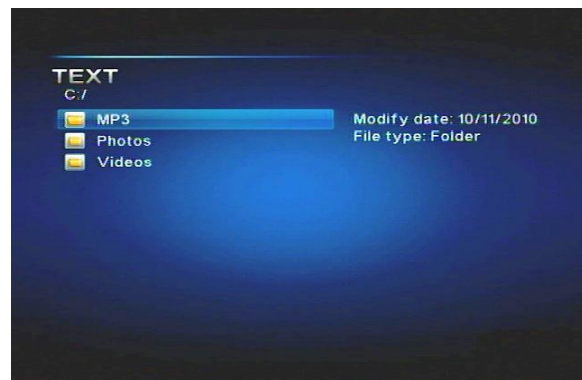 TEXT
C:/
MP3
Photos
Videos
Modify date: 10/11/2010
File type: Folder